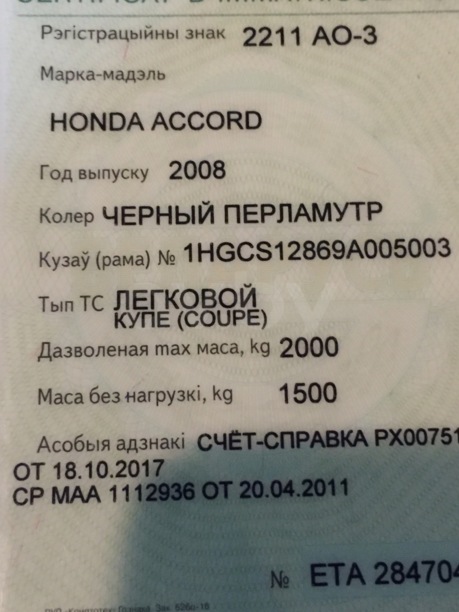 Рэгістрацыйны знак 2211 АО-3
Марка-мадэль
HONDA ACCORD
Год выпуску 2008
Колер ЧЕРНЫЙ ПЕРЛАМУТР
Кузаў (рама) № 1HGCS12869A005003
Тып ТС ЛЕГКОВОЙ
КУПЕ (COUPE)
Дазволеная max маса, kg 2000
Маса без нагрузкі, kg 1500
Асобыя адзнакі СЧЁТ-СПРАВКА РХ00751
ОТ 18.10.2017
СР МАА 1112936 ОТ 20.04.2011
№ ЕТА 284704